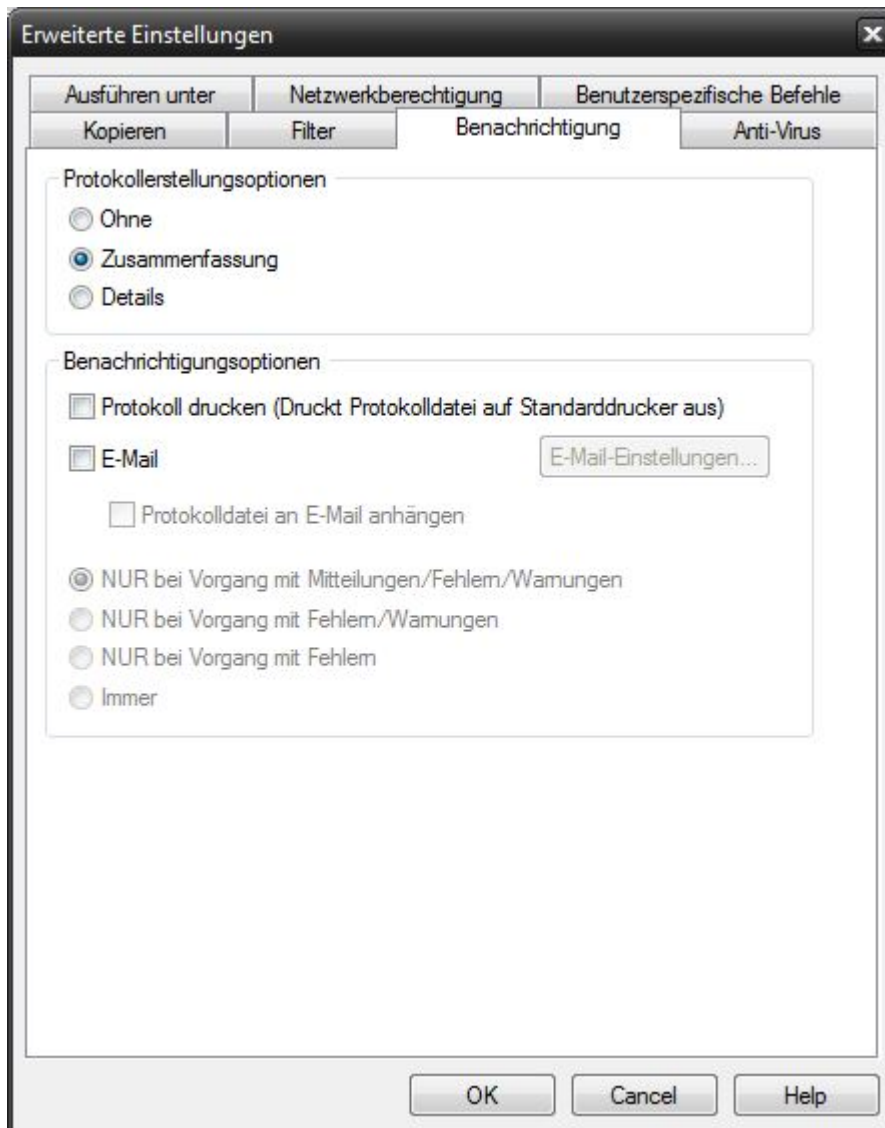 Erweiterte Einstellungen
Ausführen unter Netzwerkberechtigung Benutzerspezifische Befehle
Kopieren Filter Benachrichtigung Anti-Virus
Protokollerstellungsoptionen
Ohne
Zusammenfassung
Details
Benachrichtigungsoptionen
Protokoll drucken (Druckt Protokolldatei auf Standarddrucker aus)
E-Mail E-Mail-Einstellungen...
Protokolldatei an E-Mail anhängen
NUR bei Vorgang mit Mitteilungen/Fehlern/Warnungen
NUR bei Vorgang mit Fehlern/Warnungen
NUR bei Vorgang mit Fehlern
Immer
OK Cancel Help